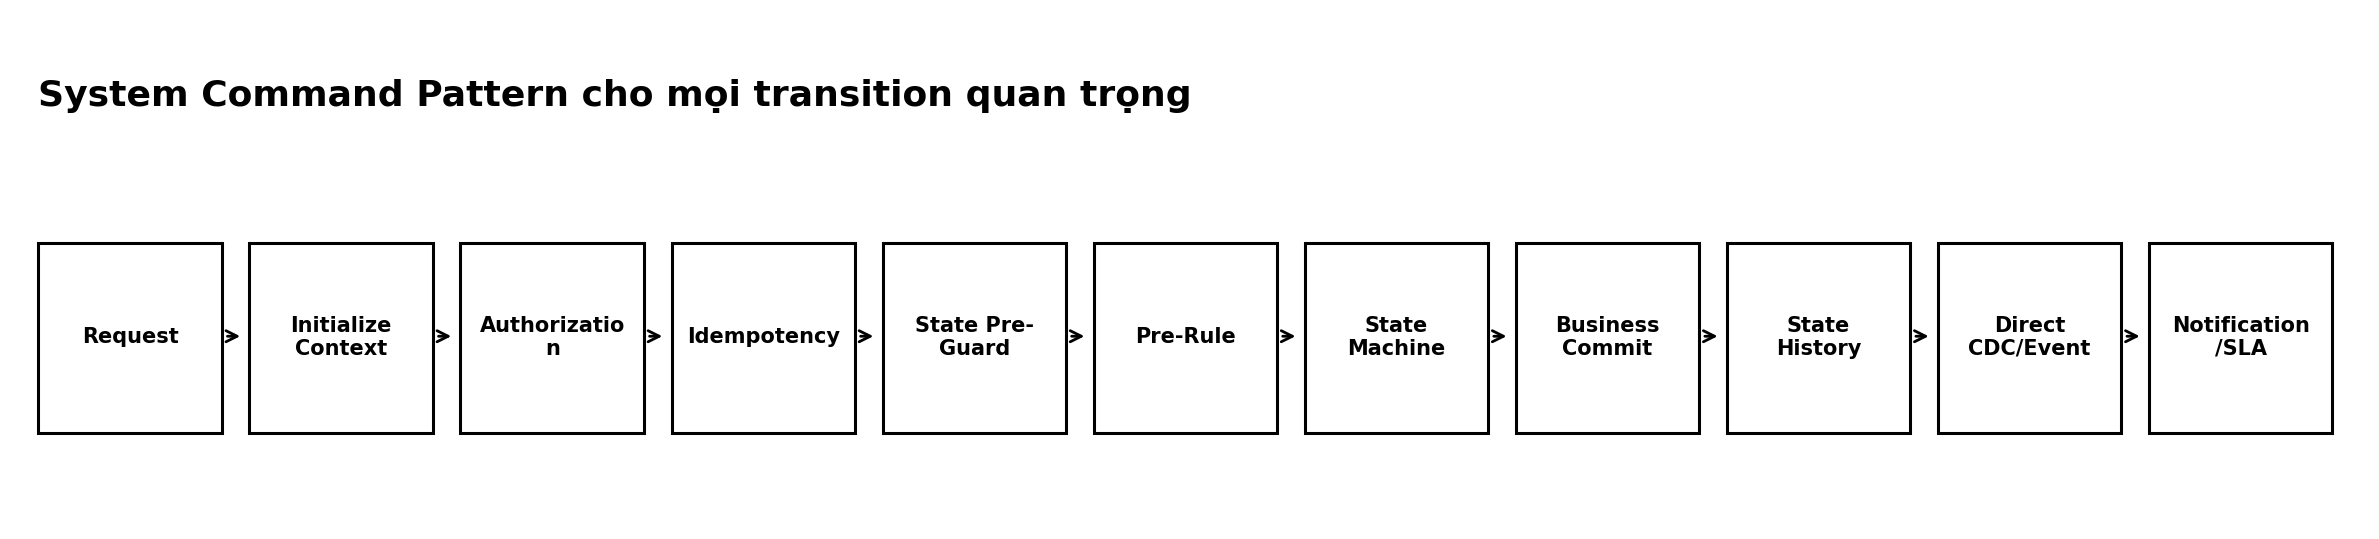 System Command Pattern cho mọi transition quan trọng
Request
Initialize
Context
Authorizatio
n
Idempotency
State Pre-
Guard
Pre-Rule
State
Machine
Business
Commit
State
History
Direct
CDC/Event
Notification
/SLA